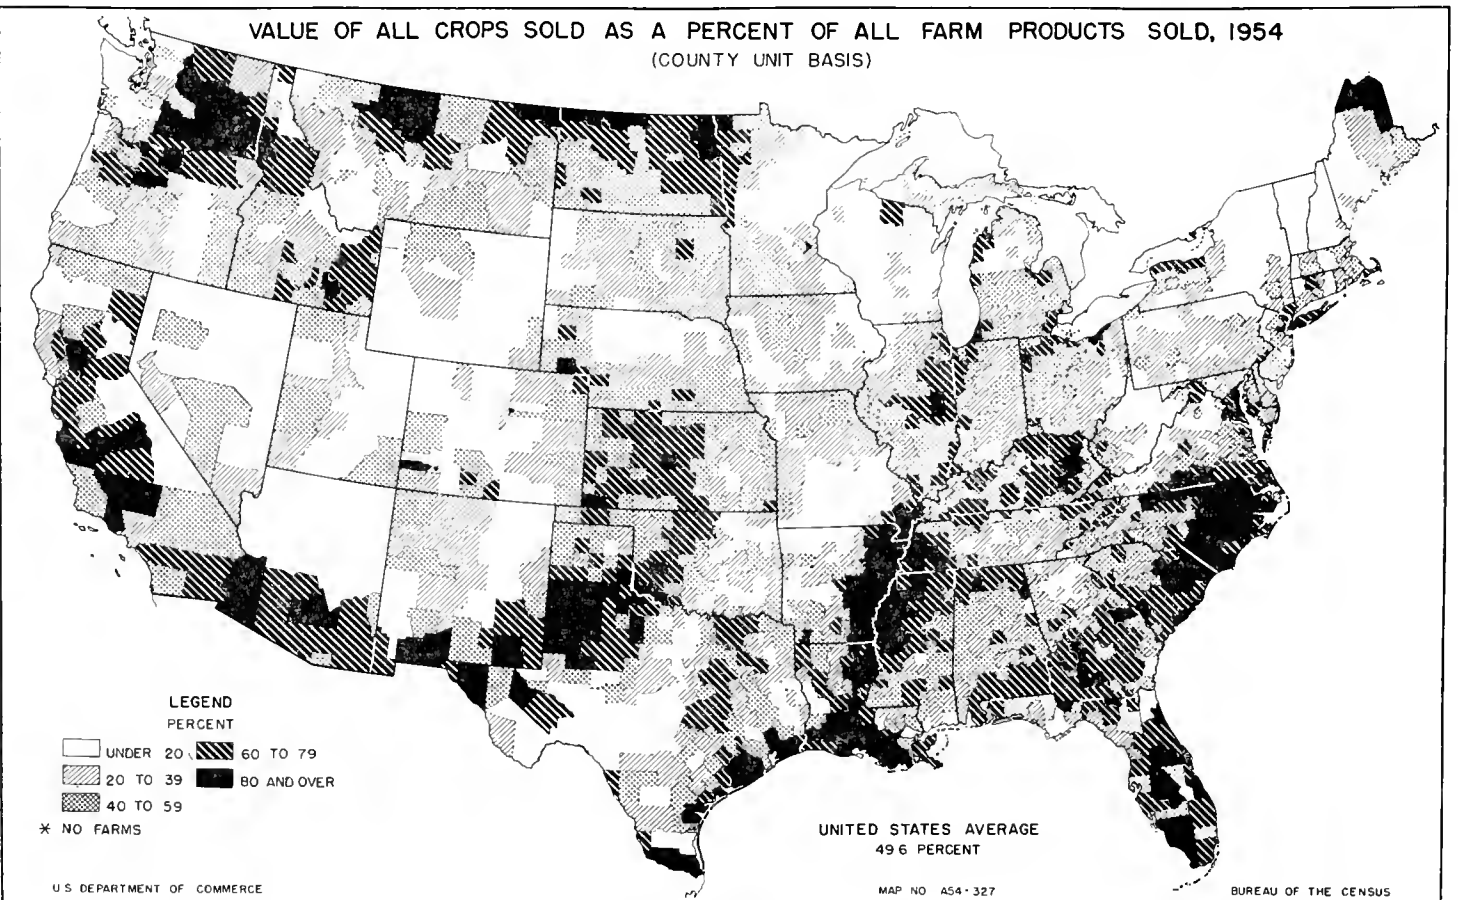 VALUE OF ALL CROPS SOLD AS A PERCENT OF ALL FARM PRODUCTS SOLD, 1954
(COUNTY UNIT BASIS)
LEGEND
PERCENT
UNDER 20
60 TO 79
20 TO 39
80 AND OVER
40 TO 59
* NO FARMS
UNITED STATES AVERAGE
49 6 PERCENT
U S DEPARTMENT OF COMMERCE
MAP NO A54-327
BUREAU OF THE CENSUS